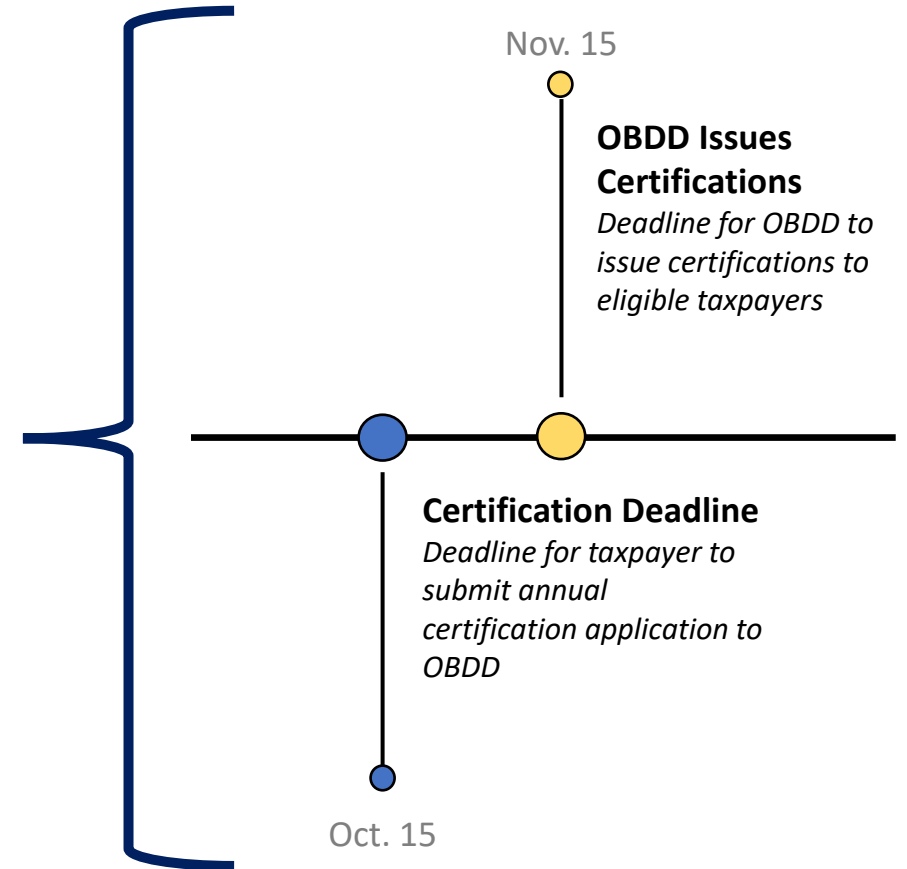 Nov. 15
OBDD Issues
Certifications
Deadline for OBDD to
issue certifications to
eligible taxpayers
Certification Deadline
Deadline for taxpayer to
submit annual
certification application to
OBDD
Oct. 15